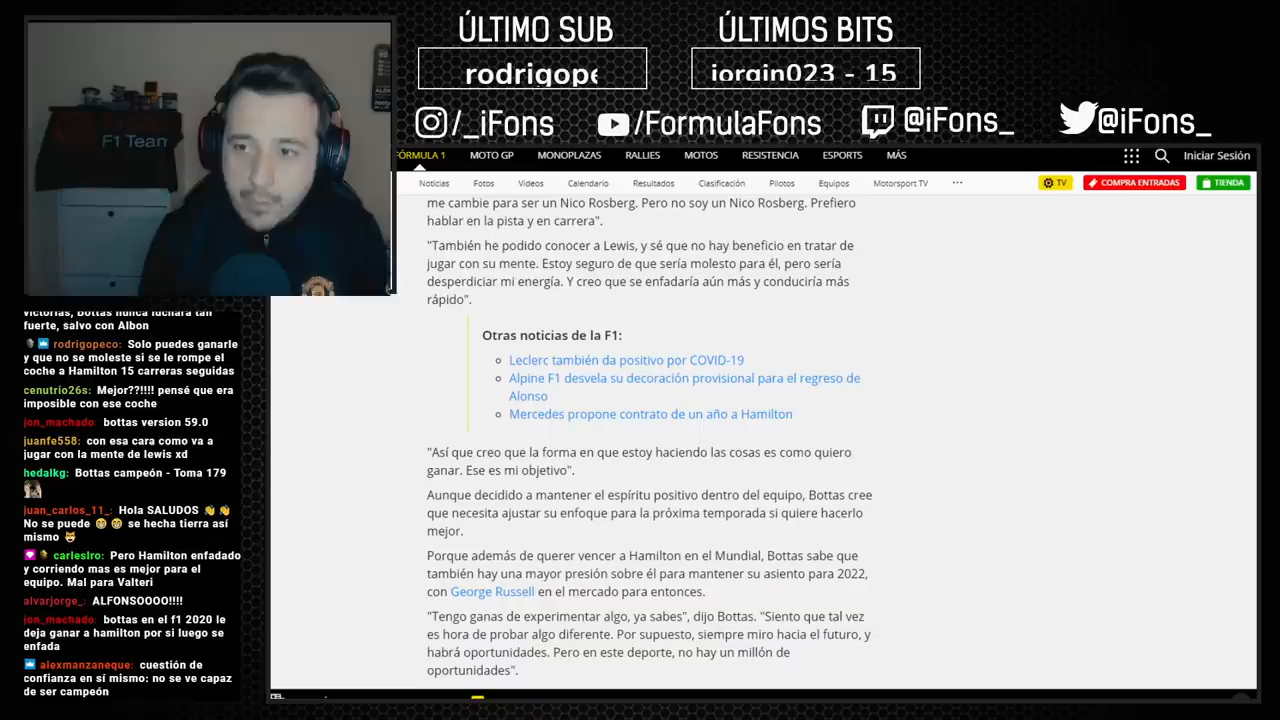 ÚLTIMO SUB
rodrigope
ÚLTIMOS BITS
jorgin023 - 15
/_iFons
/FormulaFons
@iFons_
@iFons_
F1 Team
FÓRMULA 1 MOTO GP MONOPLAZAS RALLIES MOTOS RESISTENCIA ESPORTS MÁS Iniciar Sesión
Noticias Fotos Videos Calendario Resultados Clasificación Pilotos Equipos Motorsport TV ••• TV COMPRA ENTRADAS TIENDA
me cambie para ser un Nico Rosberg. Pero no soy un Nico Rosberg. Prefiero
hablar en la pista y en carrera".
"También he podido conocer a Lewis, y sé que no hay beneficio en tratar de
jugar con su mente. Estoy seguro de que sería molesto para él, pero sería
desperdiciar mi energía. Y creo que se enfadaría aún más y conduciría más
rápido".
Otras noticias de la F1:
Leclerc también da positivo por COVID-19
Alpine F1 desvela su decoración provisional para el regreso de
Alonso
Mercedes propone contrato de un año a Hamilton
"Así que creo que la forma en que estoy haciendo las cosas es como quiero
ganar. Ese es mi objetivo".
Aunque decidido a mantener el espíritu positivo dentro del equipo, Bottas cree
que necesita ajustar su enfoque para la próxima temporada si quiere hacerlo
mejor.
Porque además de querer vencer a Hamilton en el Mundial, Bottas sabe que
también hay una mayor presión sobre él para mantener su asiento para 2022,
con George Russell en el mercado para entonces.
"Tengo ganas de experimentar algo, ya sabes", dijo Bottas. "Siento que tal vez
es hora de probar algo diferente. Por supuesto, siempre miro hacia el futuro, y
habrá oportunidades. Pero en este deporte, no hay un millón de
oportunidades".
victorias, Bottas nunca luchara tan
fuerte, salvo con Albon
rodrigopeco: Solo puedes ganarle
y que no se moleste si se le rompe el
coche a Hamilton 15 carreras seguidas
cenutrio26s: Mejor??!!!! pensé que era
imposible con ese coche
jon_machado: bottas version 59.0
juanfe558: con esa cara como va a
jugar con la mente de lewis xd
hedalkg: Bottas campeón - Toma 179
juan_carlos_11_: Hola SALUDOS 👏 👏
No se puede 😁 😁 se hecha tierra así
mismo 😸
carleslro: Pero Hamilton enfadado
y corriendo mas es mejor para el
equipo. Mal para Valteri
alvarjorge_: ALFONSOOOO!!!!
jon_machado: bottas en el f1 2020 le
deja ganar a hamilton por si luego se
enfada
alexmanzaneque: cuestión de
confianza en sí mismo: no se ve capaz
de ser campeón